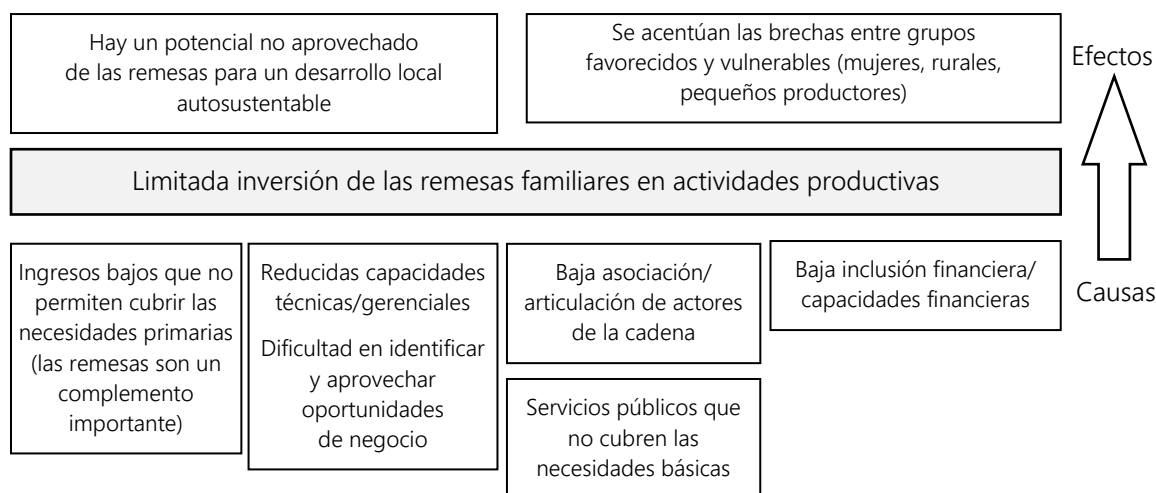 Hay un potencial no aprovechado
de las remesas para un desarrollo local
autosustentable
Se acentúan las brechas entre grupos
favorecidos y vulnerables (mujeres, rurales,
pequeños productores)
Efectos
Limitada inversión de las remesas familiares en actividades productivas
Ingresos bajos que no
permiten cubrir las
necesidades primarias
(las remesas son un
complemento
importante)
Reducidas capacidades
técnicas/gerenciales
Dificultad en identificar
y aprovechar
oportunidades
de negocio
Baja asociación/
articulación de actores
de la cadena
Servicios públicos que
no cubren las
necesidades básicas
Baja inclusión financiera/
capacidades financieras
Causas